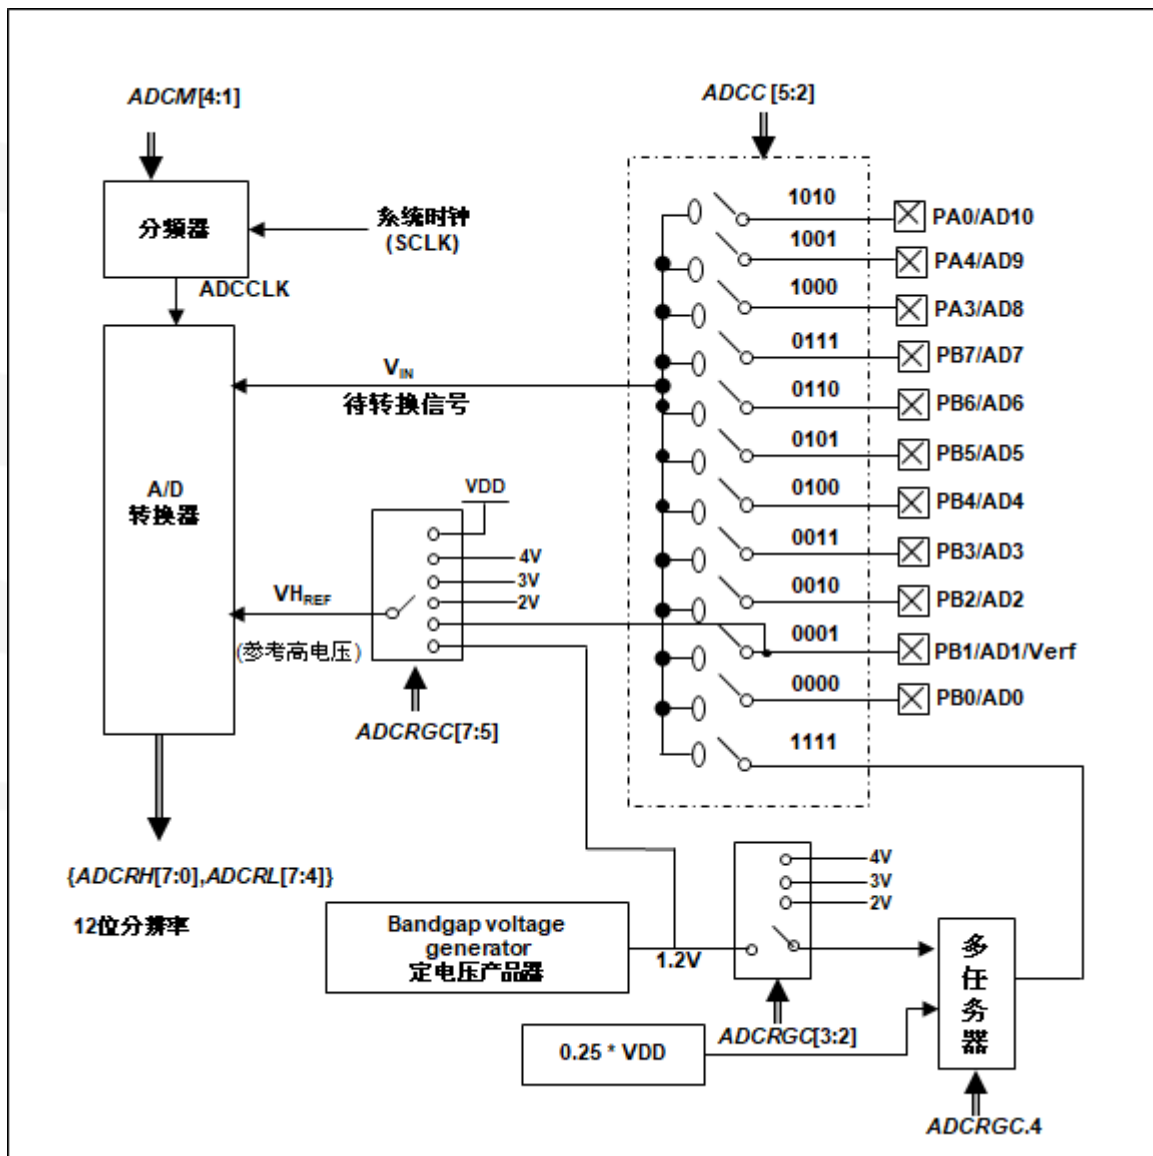 ADCM[4:1]
ADCC [5:2]
分频器
系统时钟
(SCLK)
ADCCLK
1010
PA0/AD10
1001
PA4/AD9
1000
PA3/AD8
0111
PB7/AD7
VIN
待转换信号
0110
PB6/AD6
0101
PB5/AD5
0100
PB4/AD4
0011
PB3/AD3
0010
PB2/AD2
0001
PB1/AD1/Verf
0000
PB0/AD0
1111
A/D
转换器
VDD
4V
3V
2V
VHREF
(参考高电压)
ADCRGC[7:5]
{ADCRH[7:0],ADCRL[7:4]}
12位分辨率
Bandgap voltage
generator
定电压产品器
1.2V
4V
3V
2V
ADCRGC[3:2]
0.25 * VDD
多任务器
ADCRGC.4